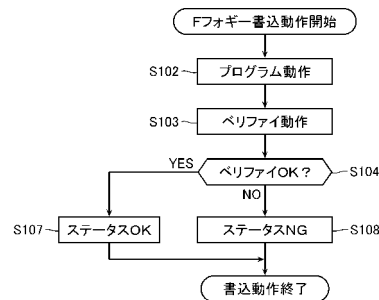 Fフォギー書込動作開始
S102
プログラム動作
S103
ベリファイ動作
YES
ベリファイOK?
S104
NO
S107
ステータスOK
ステータスNG
S108
書込動作終了